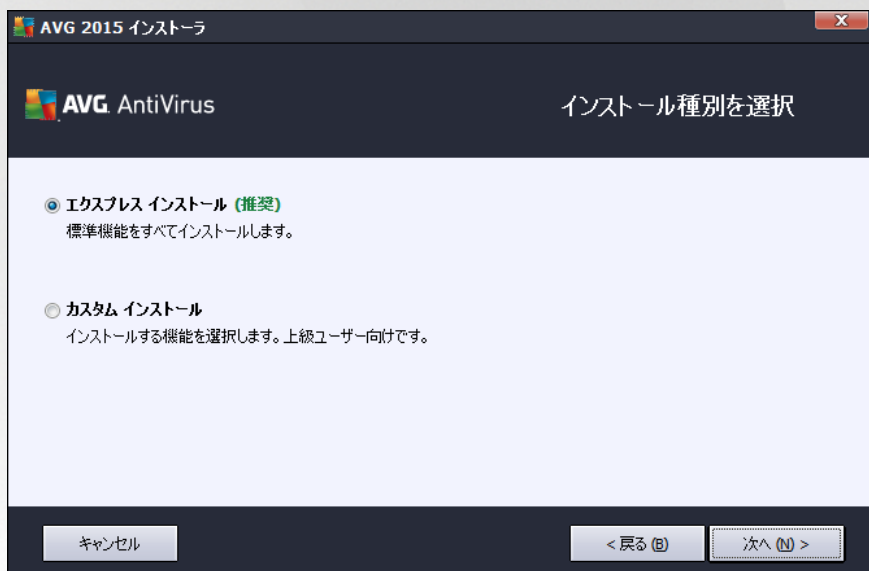 AVG 2015 インストーラ
AVG. AntiVirus
インストール種別を選択
エクスプレス インストール (推奨)
標準機能をすべてインストールします。
カスタム インストール
インストールする機能を選択します。上級ユーザー向けです。
キャンセル
< 戻る (B)
次へ (N) >